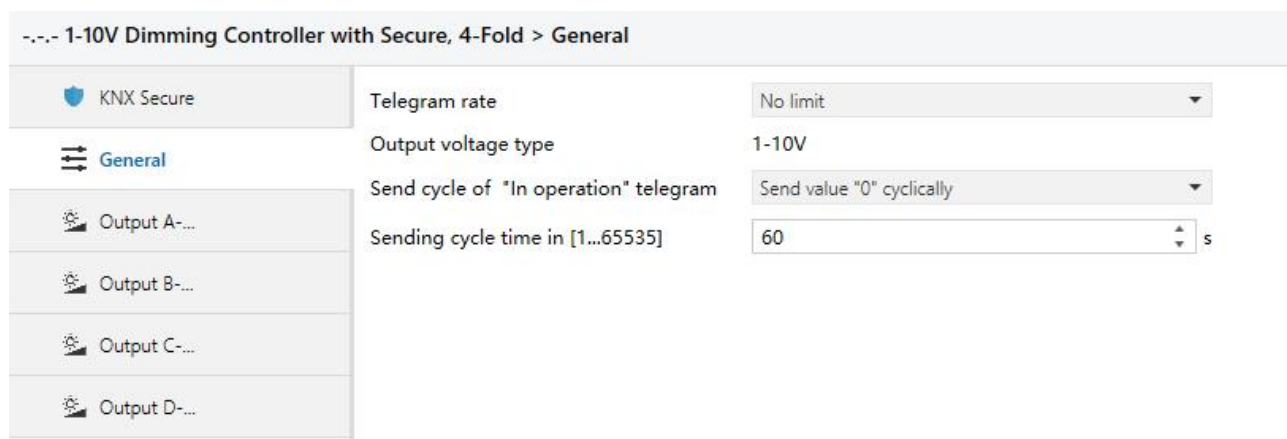 -.-.- 1-10V Dimming Controller with Secure, 4-Fold > General
KNX Secure
General
Output A-...
Output B-...
Output C-...
Output D-...
Telegram rate No limit
Output voltage type 1-10V
Send cycle of "In operation" telegram Send value "0" cyclically
Sending cycle time in [1...65535] 60 s